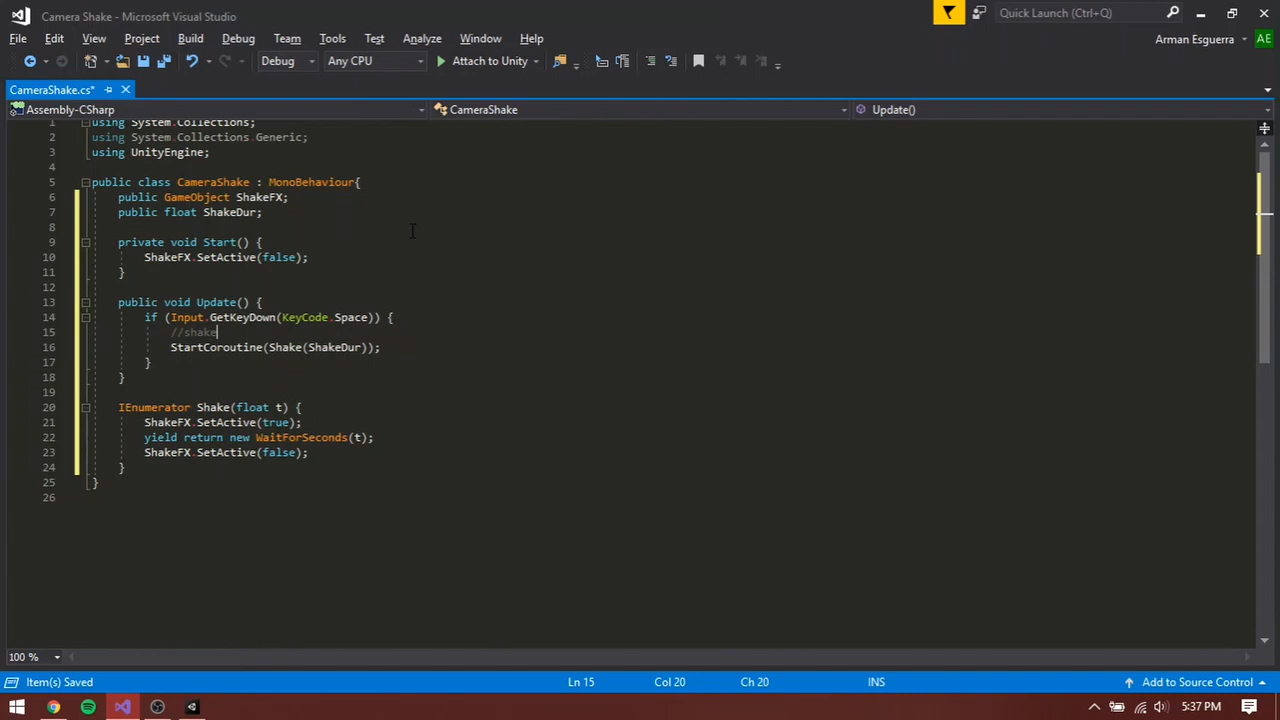 Camera Shake - Microsoft Visual Studio
Quick Launch (Ctrl+Q)
File Edit View Project Build Debug Team Tools Test Analyze Window Help
Arman Esguerra AE
Debug Any CPU Attach to Unity
CameraShake.cs*
Assembly-CSharp CameraShake Update()
1 using System.Collections;
2 using System.Collections.Generic;
3 using UnityEngine;
4
5 public class CameraShake : MonoBehaviour{
6 public GameObject ShakeFX;
7 public float ShakeDur;
8
9 private void Start() {
10 ShakeFX.SetActive(false);
11 }
12
13 public void Update() {
14 if (Input.GetKeyDown(KeyCode.Space)) {
15 //shake
16 StartCoroutine(Shake(ShakeDur));
17 }
18 }
19
20 IEnumerator Shake(float t) {
21 ShakeFX.SetActive(true);
22 yield return new WaitForSeconds(t);
23 ShakeFX.SetActive(false);
24 }
25 }
26
100 %
Item(s) Saved Ln 15 Col 20 Ch 20 INS Add to Source Control
5:37 PM